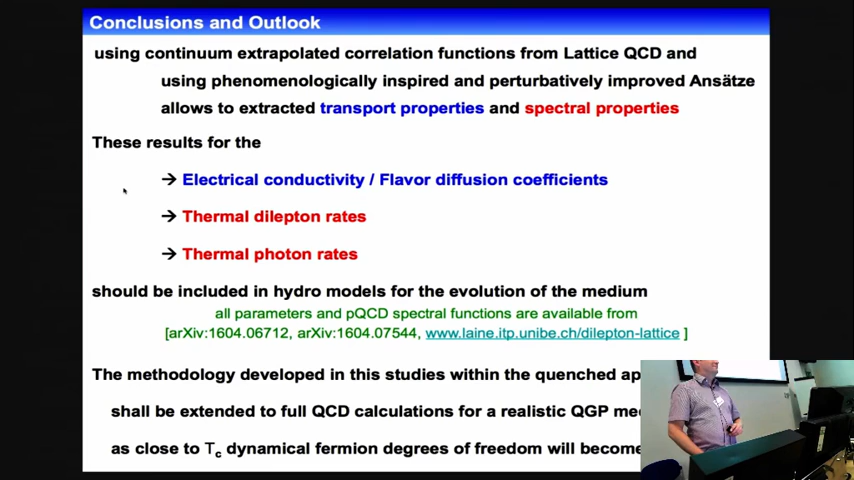 Conclusions and Outlook
using continuum extrapolated correlation functions from Lattice QCD and
using phenomenologically inspired and perturbatively improved Ansätze
allows to extracted transport properties and spectral properties
These results for the
→ Electrical conductivity / Flavor diffusion coefficients
→ Thermal dilepton rates
→ Thermal photon rates
should be included in hydro models for the evolution of the medium
all parameters and pQCD spectral functions are available from
[arXiv:1604.06712, arXiv:1604.07544, www.laine.itp.unibe.ch/dilepton-lattice ]
The methodology developed in this studies within the quenched
shall be extended to full QCD calculations for a realistic QGP
as close to Tc dynamical fermion degrees of freedom will become